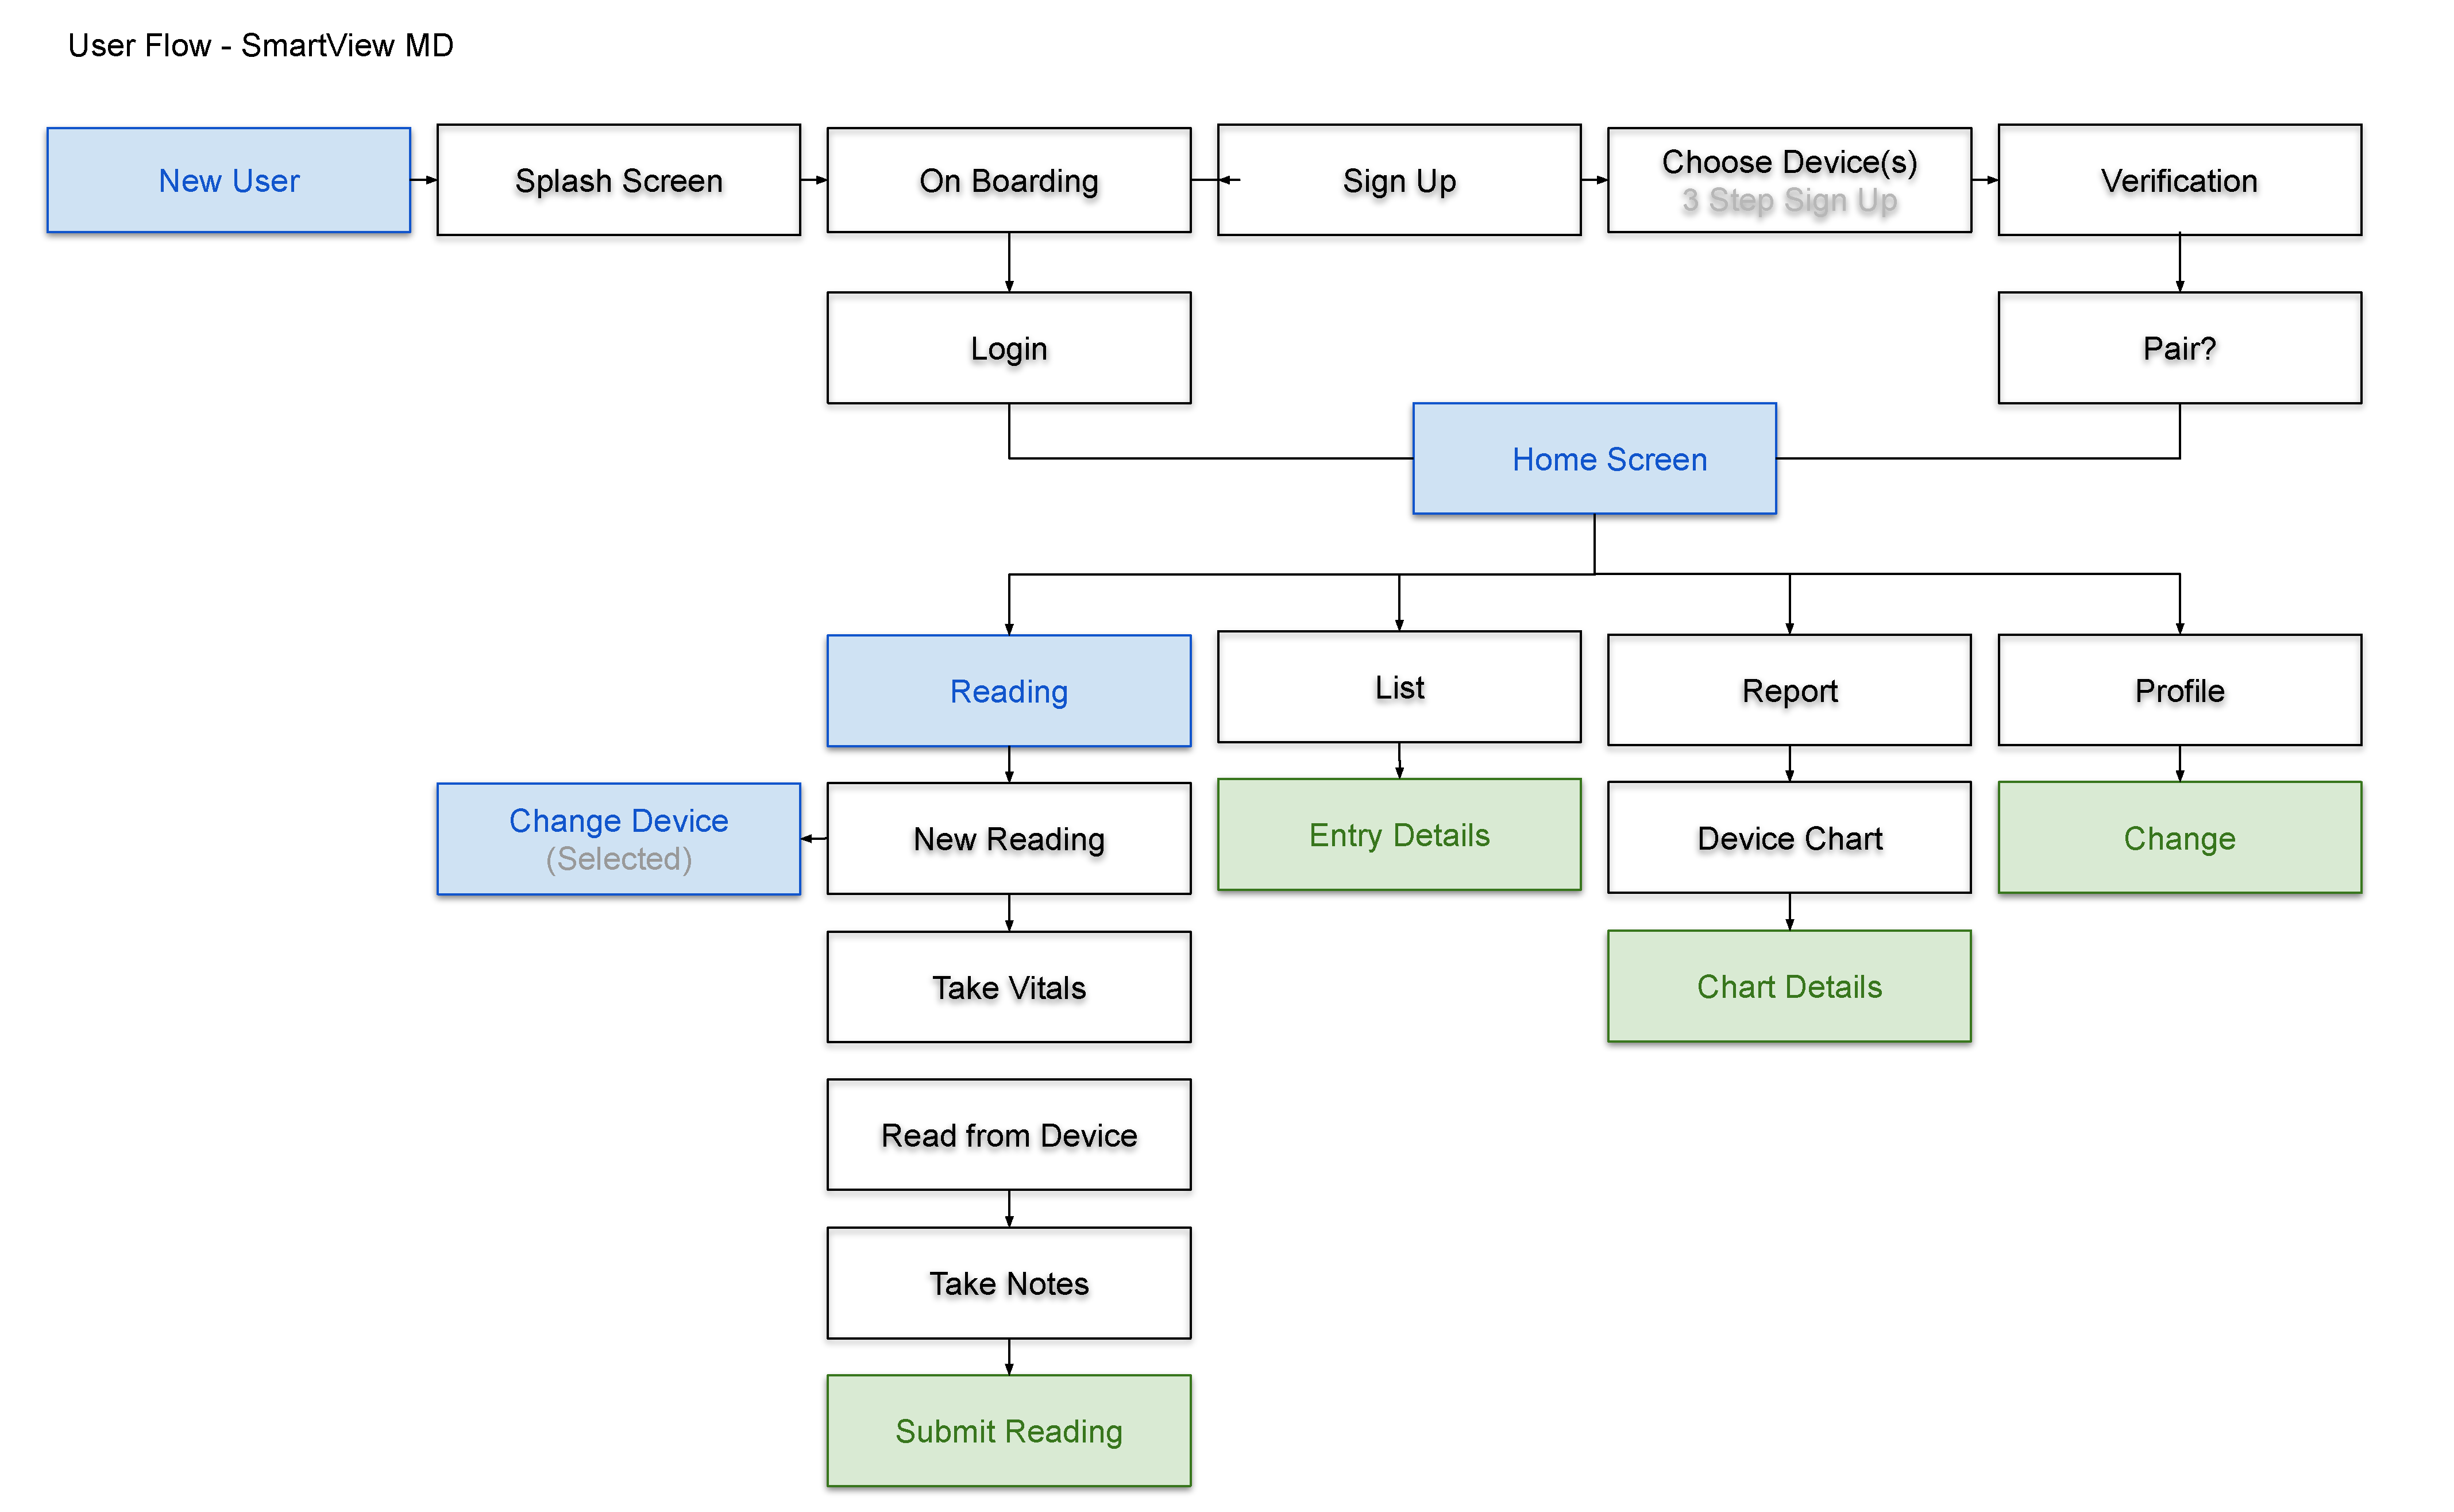 User Flow - SmartView MD
New User
Splash Screen
On Boarding
Sign Up
Choose Device(s)
3 Step Sign Up
Verification
Login
Pair?
Home Screen
Reading
List
Report
Profile
Change Device
(Selected)
New Reading
Entry Details
Device Chart
Change
Take Vitals
Chart Details
Read from Device
Take Notes
Submit Reading